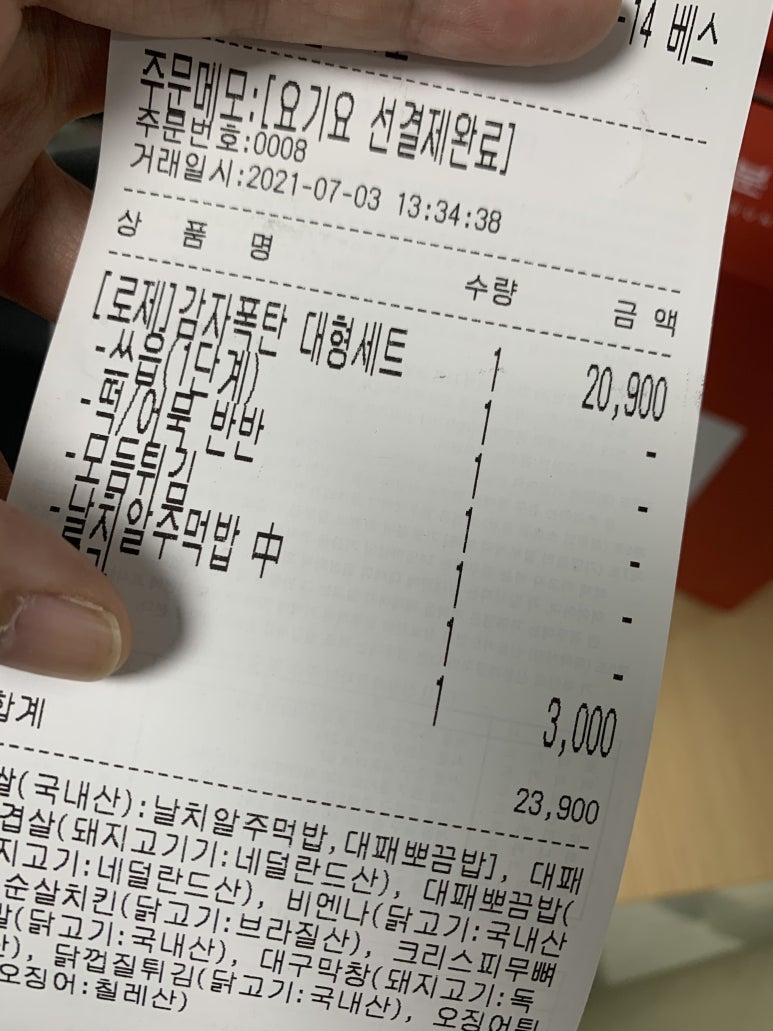 -14 베스
주문메모:[요기요 선결제완료]
주문번호:0008
거래일시:2021-07-03 13:34:38
상 품 명 수량 금 액
[로제]감자폭탄 대형세트 1 20,900
-쓰읍(1단계) 1 -
-떡/어묵 반반 1 -
-모듬튀김 1 -
-날치알주먹밥 中 1 -
1 -
1 3,000
합계 23,900
쌀(국내산):날치알주먹밥,대패뽀끔밥], 대패
겹살(돼지고기기:네덜란드산), 대패뽀끔밥(
지고기:네덜란드산), 비엔나(닭고기:국내산
순살치킨(닭고기:브라질산), 크리스피무뼈
발(닭고기:국내산), 대구막창(돼지고기:독
산), 닭껍질튀김(닭고기:국내산), 오징어튀
오징어:칠레산)